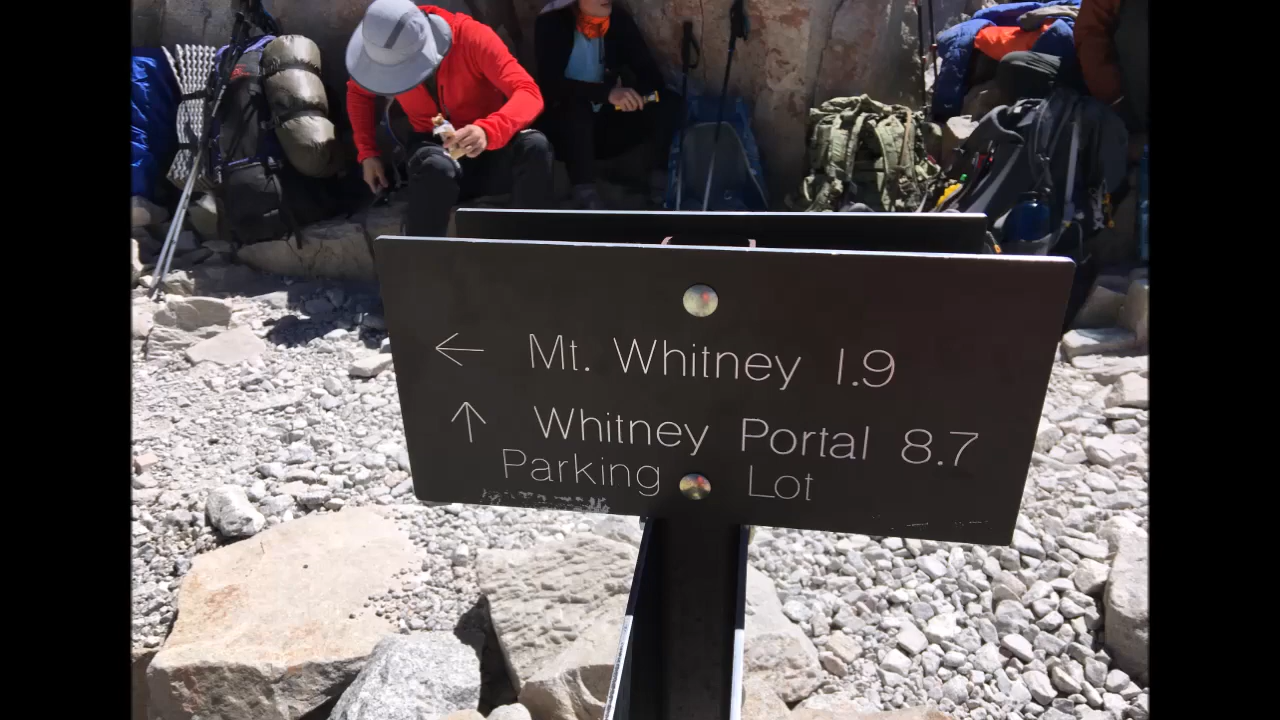 ← Mt. Whitney 1.9
↑ Whitney Portal 8.7
Parking Lot